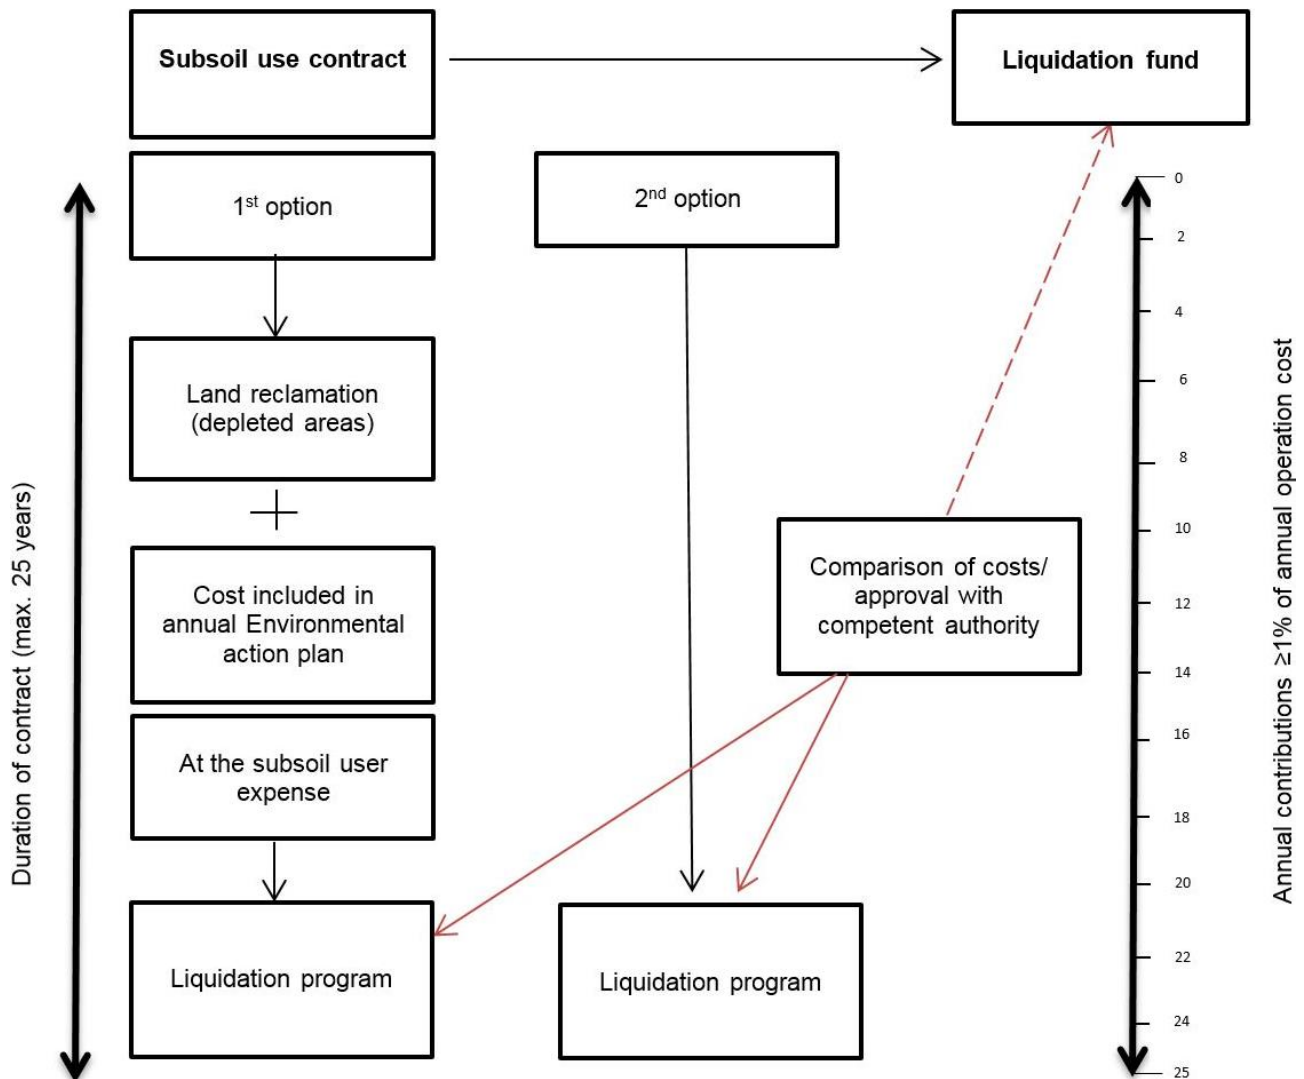 Subsoil use contract
Liquidation fund
1st option
2nd option
Land reclamation
(depleted areas)
Cost included in
annual Environmental
action plan
At the subsoil user
expense
Liquidation program
Liquidation program
Comparison of costs/
approval with
competent authority
Duration of contract (max. 25 years)
0
2
4
6
8
10
12
14
16
18
20
22
24
25
Annual contributions ≥1% of annual operation cost